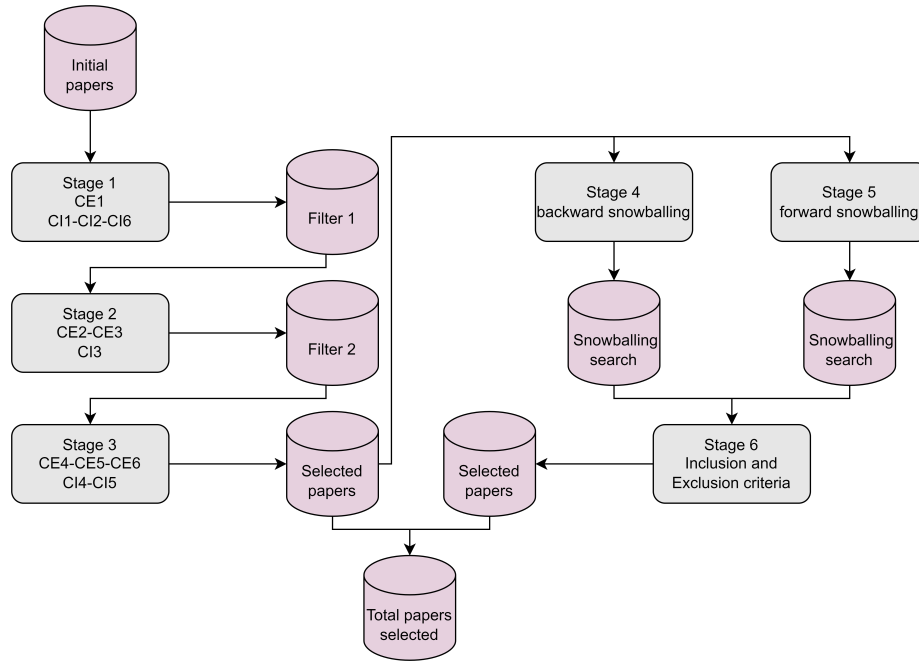 Initial
papers
Stage 1
CE1
CI1-CI2-CI6
Filter 1
Stage 2
CE2-CE3
CI3
Filter 2
Stage 3
CE4-CE5-CE6
CI4-CI5
Selected
papers
Stage 4
backward snowballing
Stage 5
forward snowballing
Snowballing
search
Snowballing
search
Stage 6
Inclusion and
Exclusion criteria
Selected
papers
Total papers
selected